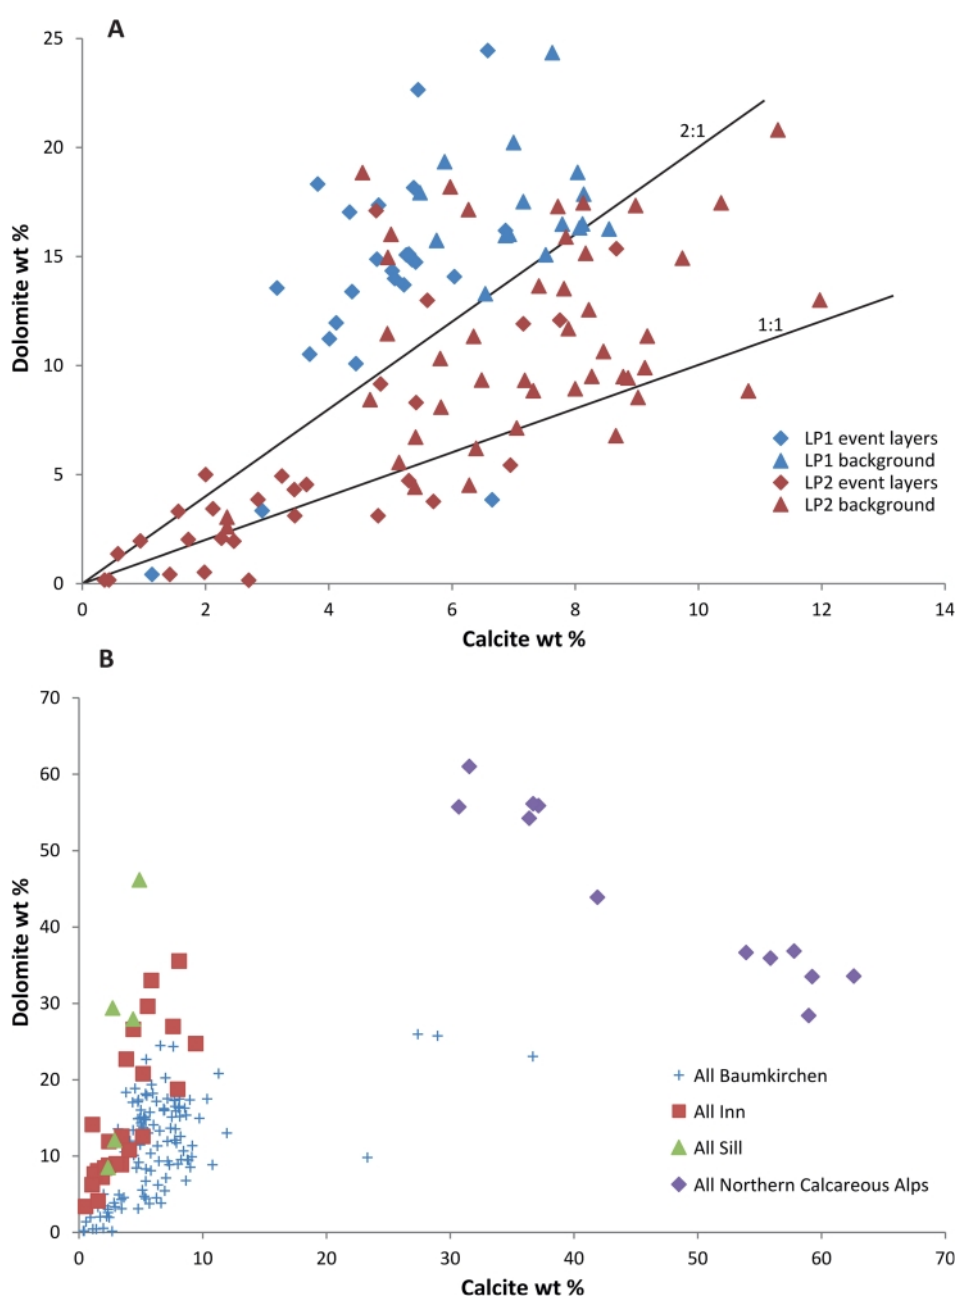 A
25
20
15
10
5
0
Dolomite wt %
2:1
1:1
LP1 event layers
LP1 background
LP2 event layers
LP2 background
0 2 4 6 8 10 12 14
Calcite wt %
B
70
60
50
40
30
20
10
0
Dolomite wt %
All Baumkirchen
All Inn
All Sill
All Northern Calcareous Alps
0 10 20 30 40 50 60 70
Calcite wt %